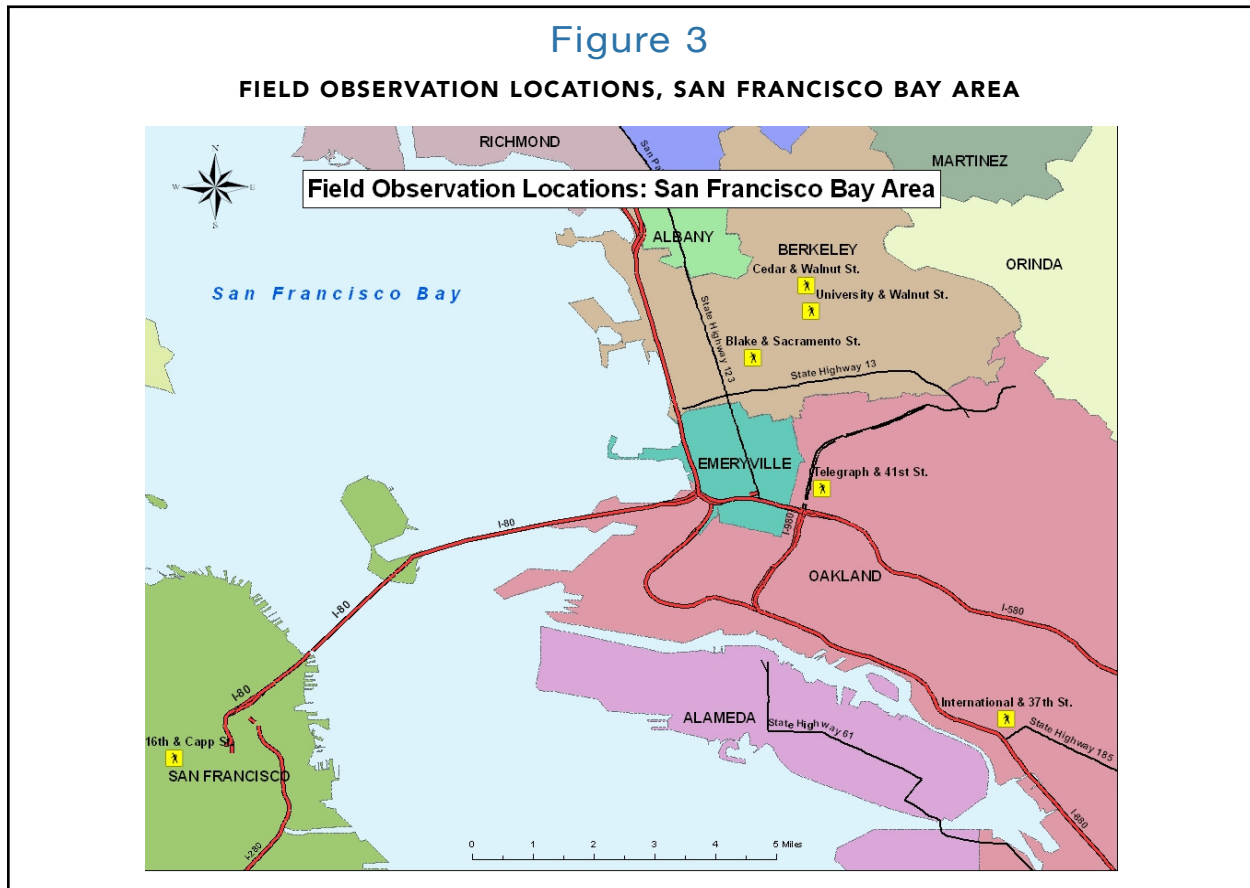 Figure 3
FIELD OBSERVATION LOCATIONS, SAN FRANCISCO BAY AREA
RICHMOND
San Pa
MARTINEZ
N
W
E
S
Field Observation Locations: San Francisco Bay Area
ALBANY
BERKELEY
ORINDA
Cedar & Walnut St.
San Francisco Bay
University & Walnut St.
State Highway 123
Blake & Sacramento St.
State Highway 13
EMERYVILLE
Telegraph & 41st St.
I-80
I-980
OAKLAND
I-80
I-580
I-80
International & 37th St.
ALAMEDA
State Highway 61
State Highway 185
16th & Capp St.
SAN FRANCISCO
I-880
I-280
0 1 2 3 4 5 Miles